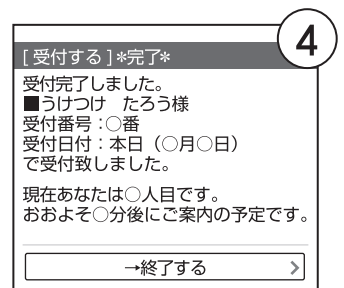 4
[ 受付する ]*完了*
受付完了しました。
■うけつけ　たろう様
受付番号：○番
受付日付：本日（○月○日）
で受付致しました。
現在あなたは○人目です。
おおよそ○分後にご案内の予定です。
→終了する